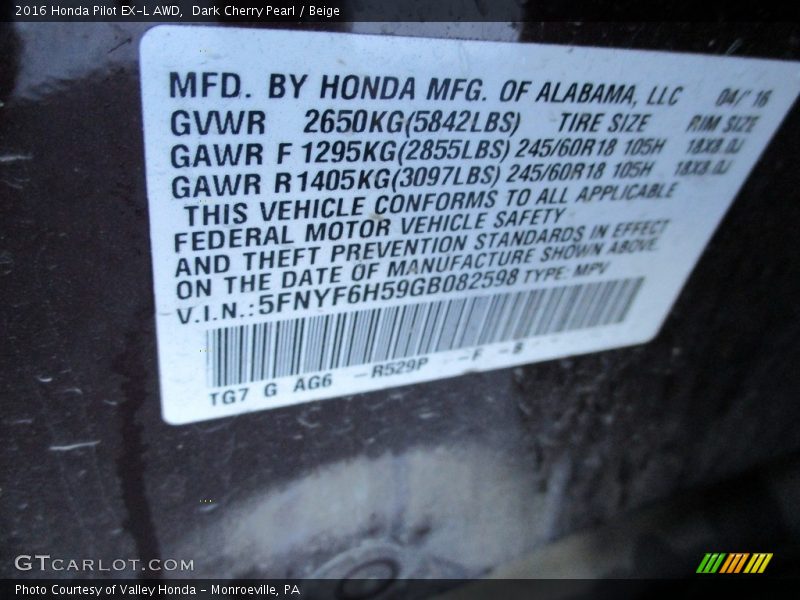 2016 Honda Pilot EX-L AWD,  Dark Cherry Pearl / Beige
MFD. BY HONDA MFG. OF ALABAMA, LLC 04/'16
GVWR 2650KG(5842LBS) TIRE SIZE RIM SIZE
GAWR F 1295KG(2855LBS) 245/60R18 105H 18X8.0J
GAWR R 1405KG(3097LBS) 245/60R18 105H 18X8.0J
THIS VEHICLE CONFORMS TO ALL APPLICABLE
FEDERAL MOTOR VEHICLE SAFETY
AND THEFT PREVENTION STANDARDS IN EFFECT
ON THE DATE OF MANUFACTURE SHOWN ABOVE.
V.I.N.: 5FNYF6H59GB082598 TYPE: MPV
TG7 G AG6 -R529P --F -B
GTCARLOT.COM
Photo Courtesy of Valley Honda - Monroeville, PA